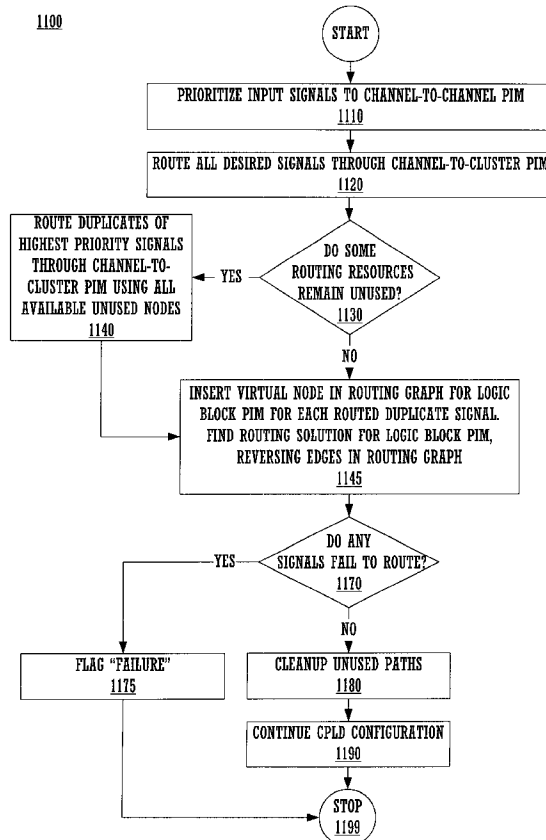 1100
START
PRIORITIZE INPUT SIGNALS TO CHANNEL-TO-CHANNEL PIM
1110
ROUTE ALL DESIRED SIGNALS THROUGH CHANNEL-TO-CLUSTER PIM
1120
ROUTE DUPLICATES OF
HIGHEST PRIORITY SIGNALS
THROUGH CHANNEL-TO-
CLUSTER PIM USING ALL
AVAILABLE UNUSED NODES
1140
YES
DO SOME
ROUTING RESOURCES
REMAIN UNUSED?
1130
NO
INSERT VIRTUAL NODE IN ROUTING GRAPH FOR LOGIC
BLOCK PIM FOR EACH ROUTED DUPLICATE SIGNAL.
FIND ROUTING SOLUTION FOR LOGIC BLOCK PIM,
REVERSING EDGES IN ROUTING GRAPH
1145
YES
DO ANY
SIGNALS FAIL TO ROUTE?
1170
NO
FLAG "FAILURE"
1175
CLEANUP UNUSED PATHS
1180
CONTINUE CPLD CONFIGURATION
1190
STOP
1199